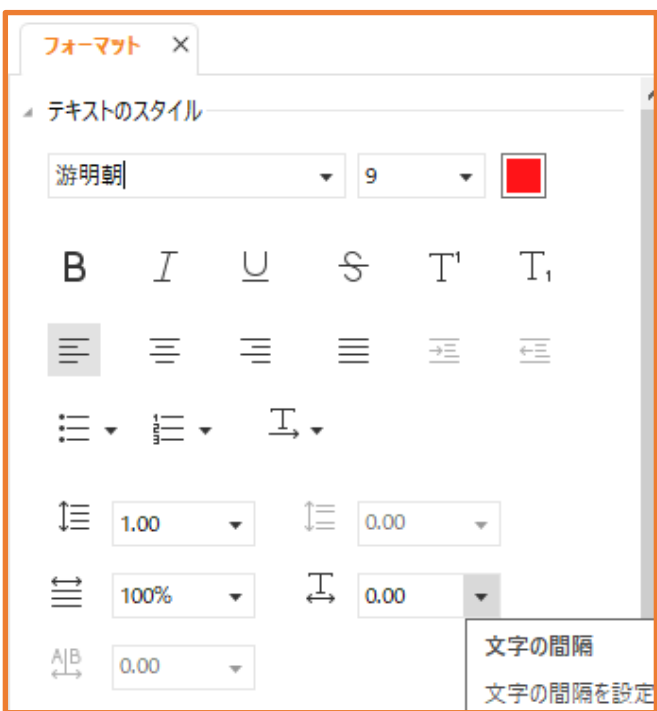 フォーマット
テキストのスタイル
游明朝 9
B I U S T¹ T₁
1.00 0.00
100% 0.00
A|B 0.00
文字の間隔
文字の間隔を設定